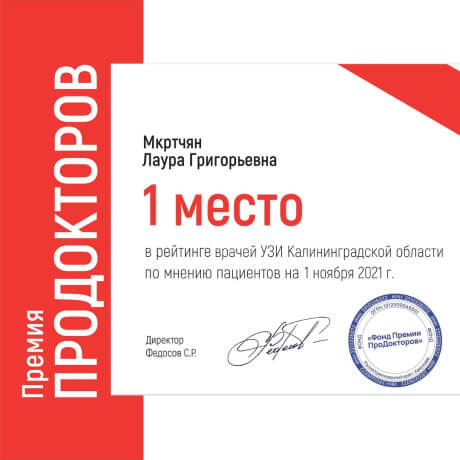 Премия
ПРОДОКТОРОВ
Мкртчян
Лаура Григорьевна
1 место
в рейтинге врачей УЗИ Калининградской области
по мнению пациентов на 1 ноября 2021 г.
Директор
Федосов С.Р.
«Фонд Премии
ПроДокторов»